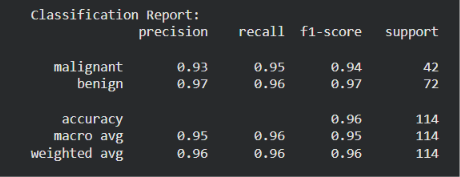 Classification Report:
precision recall f1-score support
malignant 0.93 0.95 0.94 42
benign 0.97 0.96 0.97 72
accuracy 0.96 114
macro avg 0.95 0.96 0.95 114
weighted avg 0.96 0.96 0.96 114